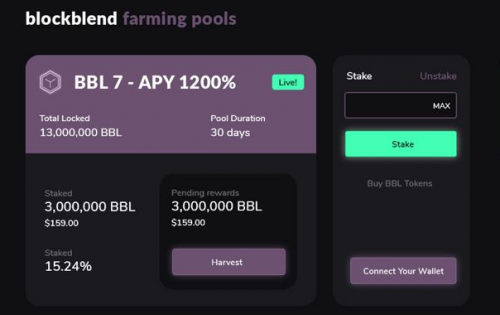 blockblend farming pools
BBL 7 - APY 1200%
Live!
Total Locked
13,000,000 BBL
Pool Duration
30 days
Staked
3,000,000 BBL
$159.00
Staked
15.24%
Pending rewards
3,000,000 BBL
$159.00
Harvest
Stake
Unstake
MAX
Stake
Buy BBL Tokens
Connect Your Wallet